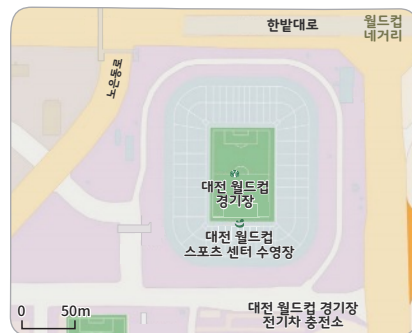 한밭대로
월드컵
네거리
노은동로
대전 월드컵
경기장
대전 월드컵
스포츠 센터 수영장
0 50m
대전 월드컵 경기장
전기차 충전소